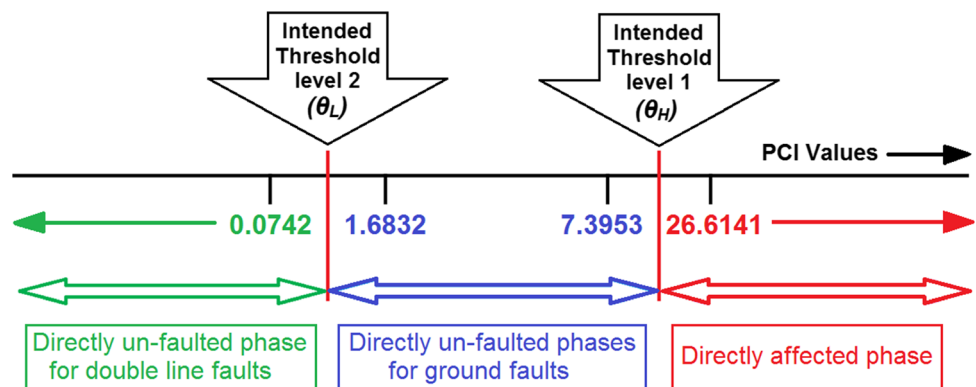 Intended
Threshold
level 2
(θL)
Intended
Threshold
level 1
(θH)
PCI Values
0.0742
1.6832
7.3953
26.6141
Directly un-faulted phase
for double line faults
Directly un-faulted phases
for ground faults
Directly affected phase